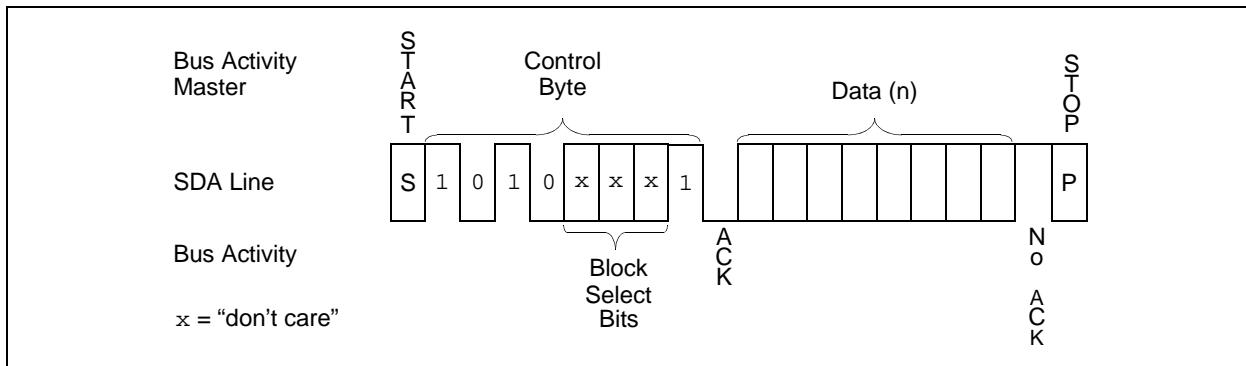 Bus Activity
Master
START
Control
Byte
Data (n)
STOP
SDA Line
S 1 0 1 0 x x x 1
P
Bus Activity
ACK
No ACK
Block
Select
Bits
x = “don’t care”